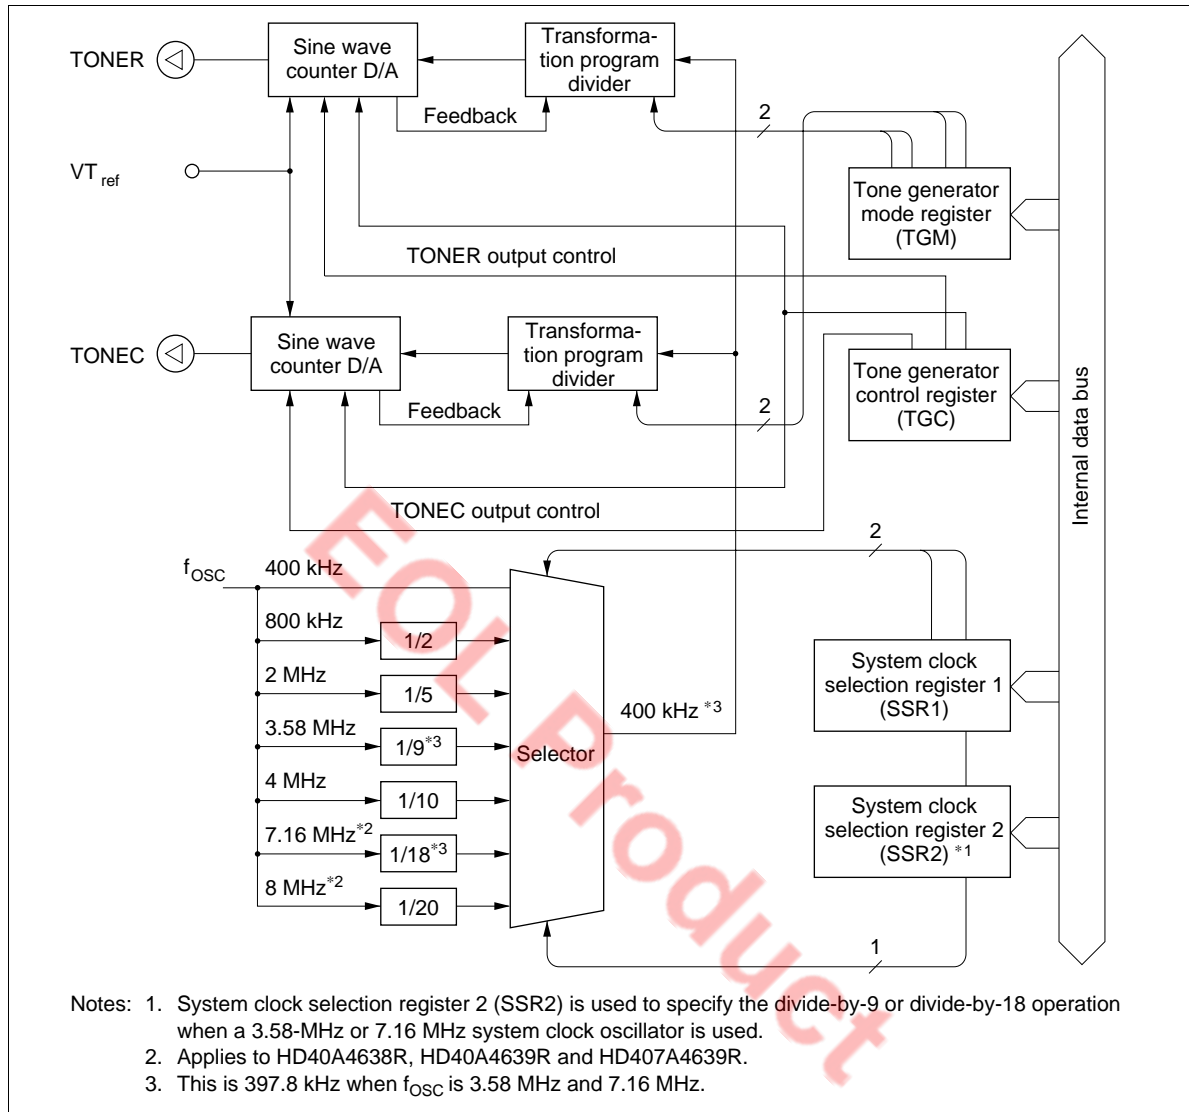 TONER
Sine wave
counter D/A
Transforma-
tion program
divider
Feedback
2
VT ref
Tone generator
mode register
(TGM)
TONER output control
TONEC
Sine wave
counter D/A
Transforma-
tion program
divider
Feedback
2
Tone generator
control register
(TGC)
Internal data bus
TONEC output control
fOSC
400 kHz
2
800 kHz
1/2
2 MHz
1/5
3.58 MHz
1/9*3
4 MHz
1/10
7.16 MHz*2
1/18*3
8 MHz*2
1/20
Selector
400 kHz *3
System clock
selection register 1
(SSR1)
System clock
selection register 2
(SSR2) *1
1
EOL Product
Notes: 1. System clock selection register 2 (SSR2) is used to specify the divide-by-9 or divide-by-18 operation
when a 3.58-MHz or 7.16 MHz system clock oscillator is used.
2. Applies to HD40A4638R, HD40A4639R and HD407A4639R.
3. This is 397.8 kHz when fOSC is 3.58 MHz and 7.16 MHz.